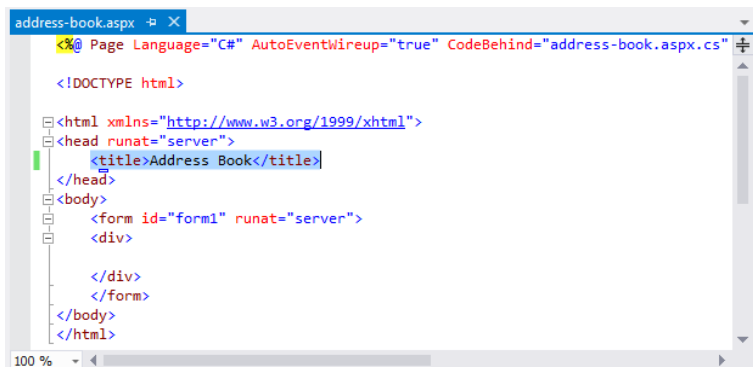 address-book.aspx
<%@ Page Language="C#" AutoEventWireup="true" CodeBehind="address-book.aspx.cs"
<!DOCTYPE html>
<html xmlns="http://www.w3.org/1999/xhtml">
<head runat="server">
<title>Address Book</title>
</head>
<body>
<form id="form1" runat="server">
<div>
</div>
</form>
</body>
</html>
100 %